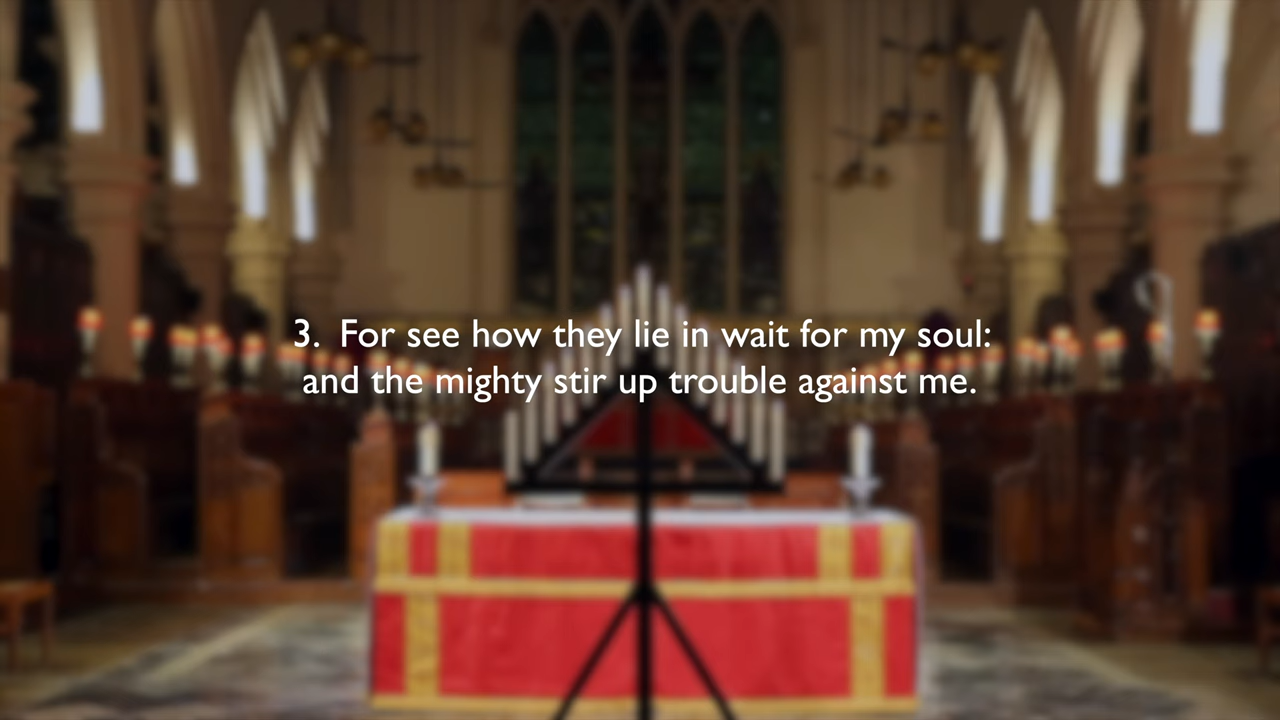 3. For see how they lie in wait for my soul:
and the mighty stir up trouble against me.